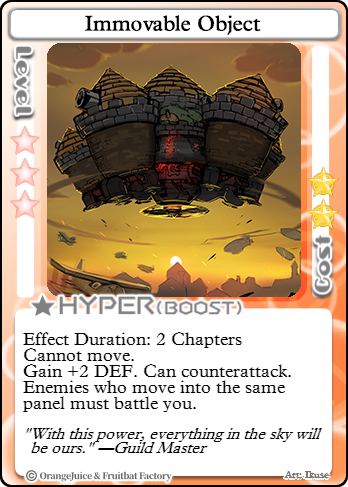 Immovable Object
Level
Cost
HYPER(BOOST)
Effect Duration: 2 Chapters
Cannot move.
Gain +2 DEF. Can counterattack.
Enemies who move into the same
panel must battle you.
"With this power, everything in the sky will
be ours." —Guild Master
© OrangeJuice & Fruitbat Factory
Art: Ikuse